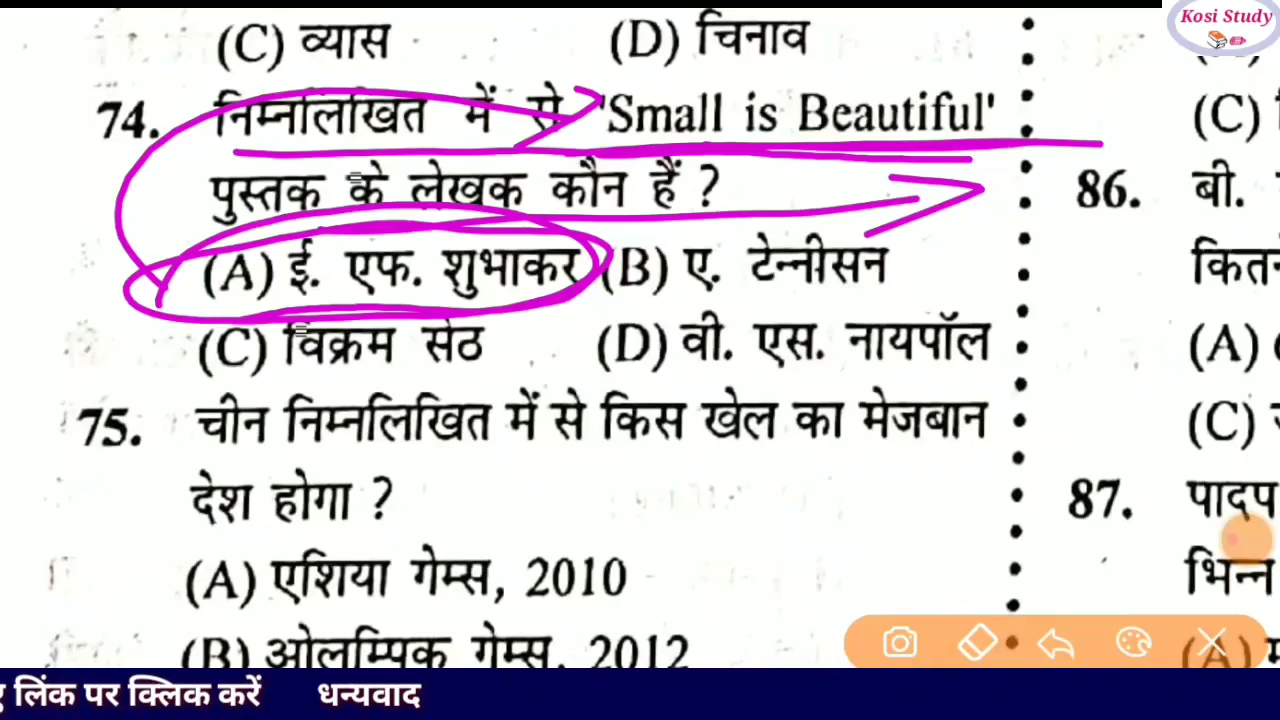 Kosi Study
(C) व्यास (D) चिनाव
74. निम्नलिखित में से 'Small is Beautiful'
पुस्तक के लेखक कौन हैं ?
(A) ई. एफ. शुभाकर (B) ए. टेन्नीसन
(C) विक्रम सेठ (D) वी. एस. नायपॉल
75. चीन निम्नलिखित में से किस खेल का मेजबान
देश होगा ?
(A) एशिया गेम्स, 2010
(B) ओलम्पिक गेम्स, 2012
(C)
86. बी.
(A)
(C)
87. पादप
भिन्न
(A)
लिंक पर क्लिक करें धन्यवाद